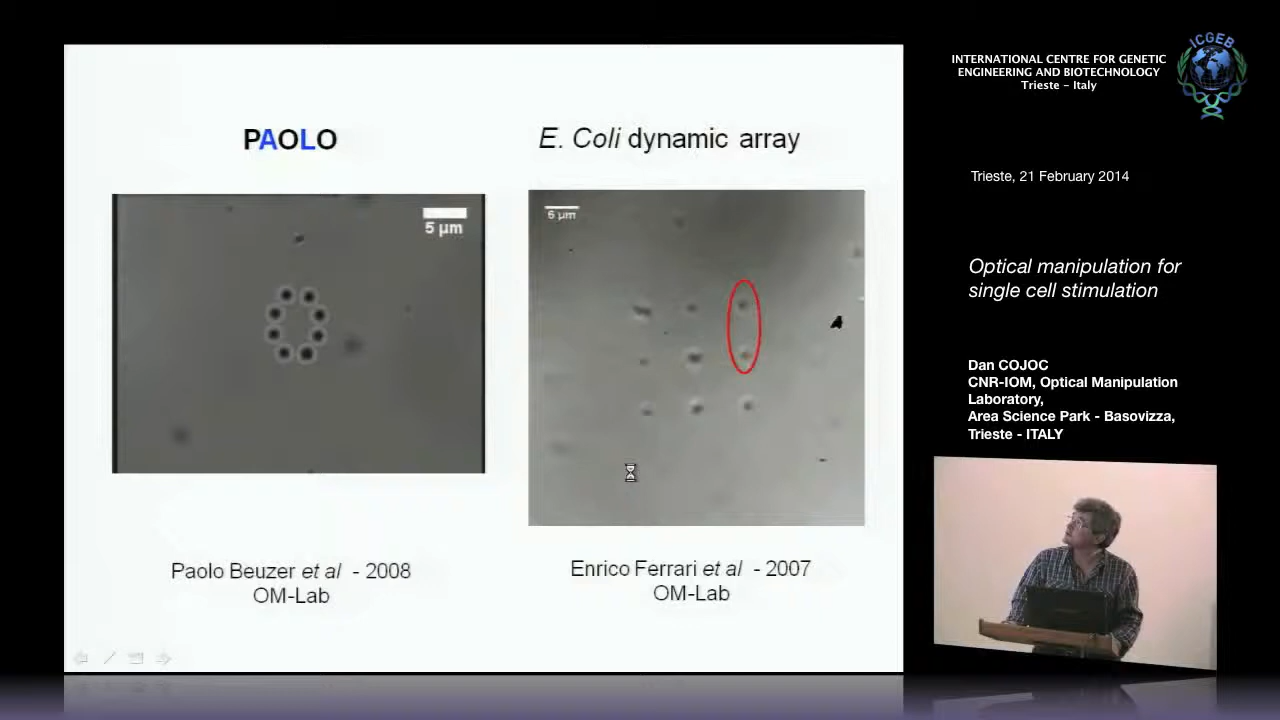 PAOLO
E. Coli dynamic array
5 µm
6 µm
Paolo Beuzer et al - 2008
OM-Lab
Enrico Ferrari et al - 2007
OM-Lab
INTERNATIONAL CENTRE FOR GENETIC
ENGINEERING AND BIOTECHNOLOGY
Trieste - Italy
ICGEB
Trieste, 21 February 2014
Optical manipulation for
single cell stimulation
Dan COJOC
CNR-IOM, Optical Manipulation
Laboratory,
Area Science Park - Basovizza,
Trieste - ITALY